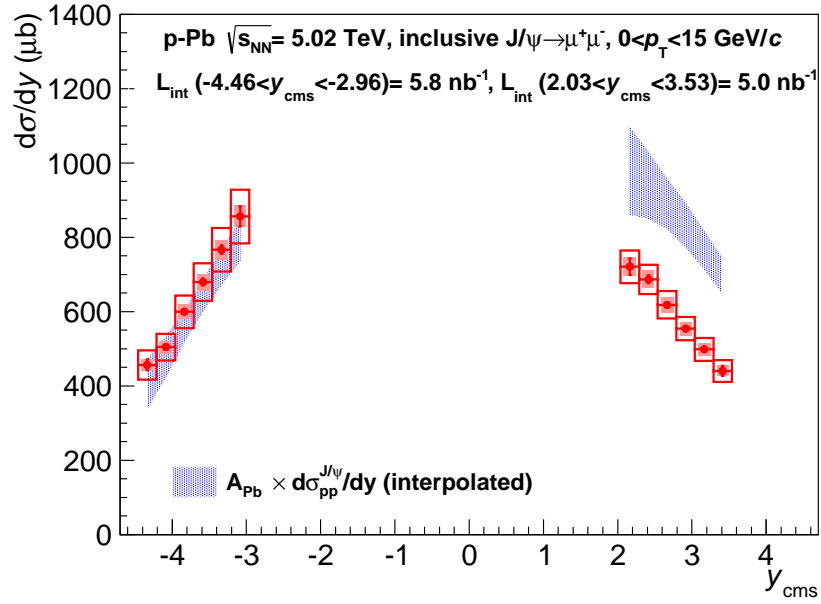 p-Pb √s_NN= 5.02 TeV, inclusive J/ψ→μ⁺μ⁻, 0<p_T<15 GeV/c
L_int (-4.46<y_cms<-2.96)= 5.8 nb⁻¹, L_int (2.03<y_cms<3.53)= 5.0 nb⁻¹
dσ/dy (μb)
1400
1200
1000
800
600
400
200
0
A_Pb × dσ_pp^J/ψ/dy (interpolated)
-4 -3 -2 -1 0 1 2 3 4
y_cms